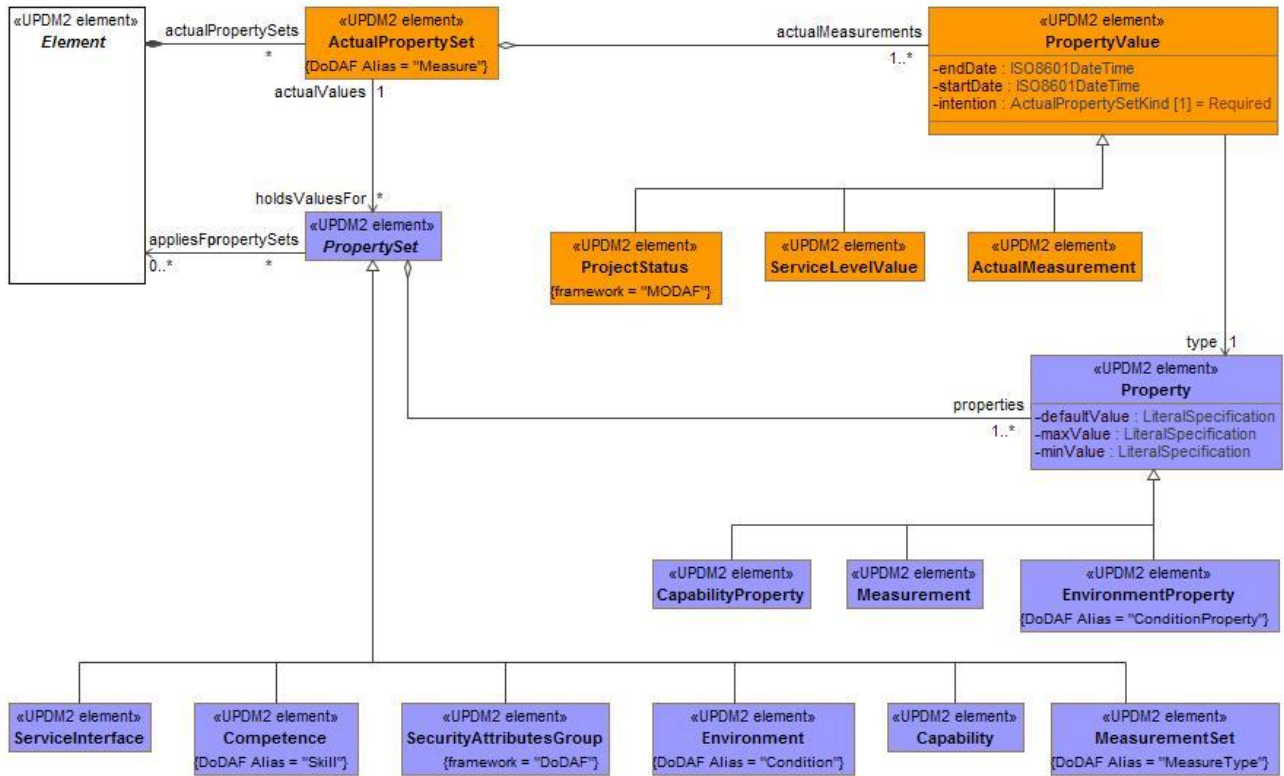 «UPDM2 element»
Element
actualPropertySets
*
«UPDM2 element»
ActualPropertySet
{DoDAF Alias = "Measure"}
actualMeasurements
1..*
«UPDM2 element»
PropertyValue
-endDate : ISO8601DateTime
-startDate : ISO8601DateTime
-intention : ActualPropertySetKind [1] = Required
actualValues
1
holdsValuesFor
*
«UPDM2 element»
PropertySet
appliesFpropertySets
0..*
*
«UPDM2 element»
ProjectStatus
{framework = "MODAF"}
«UPDM2 element»
ServiceLevelValue
«UPDM2 element»
ActualMeasurement
type
1
«UPDM2 element»
Property
-defaultValue : LiteralSpecification
-maxValue : LiteralSpecification
-minValue : LiteralSpecification
properties
1..*
«UPDM2 element»
CapabilityProperty
«UPDM2 element»
Measurement
«UPDM2 element»
EnvironmentProperty
{DoDAF Alias = "ConditionProperty"}
«UPDM2 element»
ServiceInterface
«UPDM2 element»
Competence
{DoDAF Alias = "Skill"}
«UPDM2 element»
SecurityAttributesGroup
{framework = "DoDAF"}
«UPDM2 element»
Environment
{DoDAF Alias = "Condition"}
«UPDM2 element»
Capability
«UPDM2 element»
MeasurementSet
{DoDAF Alias = "MeasureType"}